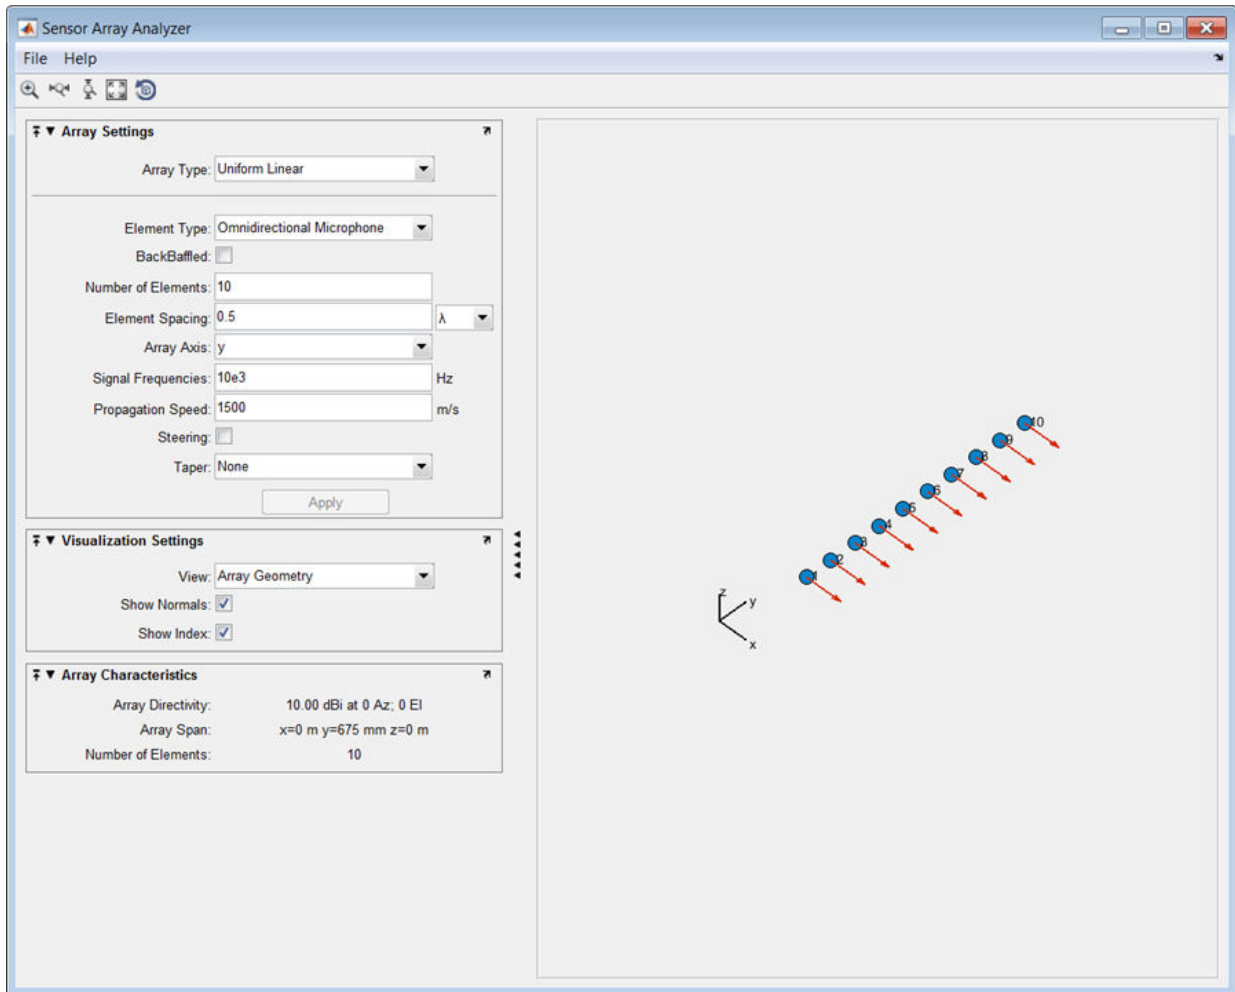 Sensor Array Analyzer
File Help
Array Settings
Array Type: Uniform Linear
Element Type: Omnidirectional Microphone
BackBaffled:
Number of Elements: 10
Element Spacing: 0.5 λ
Array Axis: y
Signal Frequencies: 10e3 Hz
Propagation Speed: 1500 m/s
Steering:
Taper: None
Apply
Visualization Settings
View: Array Geometry
Show Normals:
Show Index:
Array Characteristics
Array Directivity: 10.00 dBi at 0 Az; 0 El
Array Span: x=0 m y=675 mm z=0 m
Number of Elements: 10
10
9
8
7
6
5
4
3
2
1
z
y
x